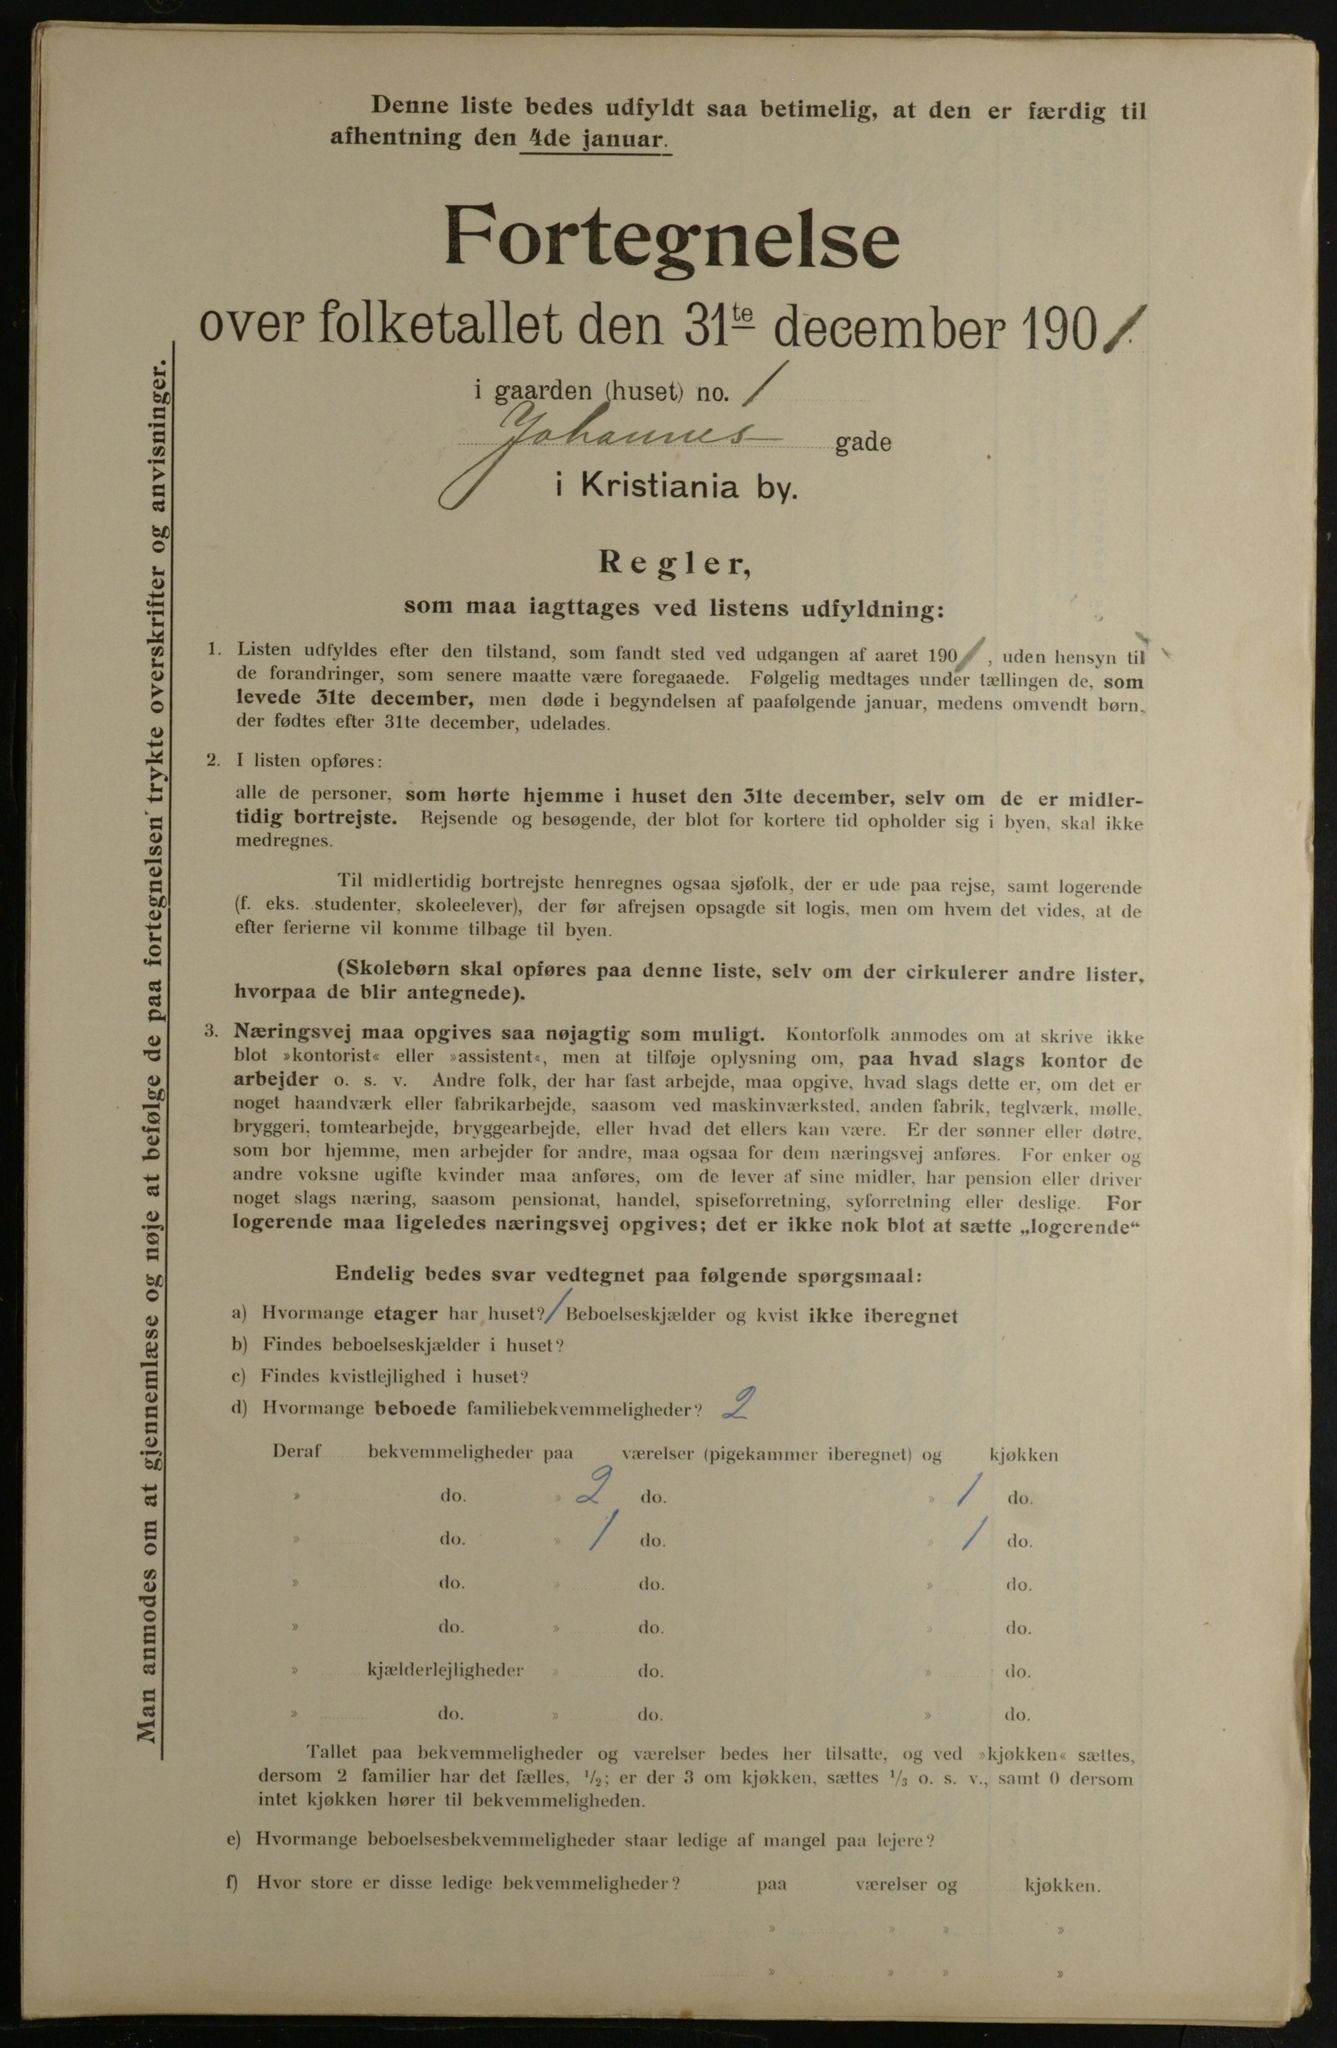 Denne liste bedes udfyldt saa betimelig, at den er færdig til
afhentning den 4de januar.
Fortegnelse
over folketallet den 31te december 1901.
i gaarden (huset) no. 1
Johannes gade
i Kristiania by.
Regler,
som maa iagttages ved listens udfyldning:
1. Listen udfyldes efter den tilstand, som fandt sted ved udgangen af aaret 1901, uden hensyn til
de forandringer, som senere maatte være foregaaede. Følgelig medtages under tællingen de, som
levede 31te december, men døde i begyndelsen af paafølgende januar, medens omvendt børn,
der fødtes efter 31te december, udelades.
2. I listen opføres:
alle de personer, som hørte hjemme i huset den 31te december, selv om de er midler-
tidig bortrejste. Rejsende og besøgende, der blot for kortere tid opholder sig i byen, skal ikke
medregnes.
Til midlertidig bortrejste henregnes ogsaa sjøfolk, der er ude paa rejse, samt logerende
(f. eks. studenter, skoleelever), der før afrejsen opsagde sit logis, men om hvem det vides, at de
efter ferierne vil komme tilbage til byen.
(Skolebørn skal opføres paa denne liste, selv om der cirkulerer andre lister,
hvorpaa de blir antegnede).
3. Næringsvej maa opgives saa nøjagtig som muligt. Kontorfolk anmodes om at skrive ikke
blot »kontorist« eller »assistent«, men at tilføje oplysning om, paa hvad slags kontor de
arbejder o. s. v. Andre folk, der har fast arbejde, maa opgive, hvad slags dette er, om det er
noget haandværk eller fabrikarbejde, saasom ved maskinværksted, anden fabrik, teglværk, mølle,
bryggeri, tomtearbejde, bryggearbejde, eller hvad det ellers kan være. Er der sønner eller døtre,
som bor hjemme, men arbejder for andre, maa ogsaa for dem næringsvej anføres. For enker og
andre voksne ugifte kvinder maa anføres, om de lever af sine midler, har pension eller driver
noget slags næring, saasom pensionat, handel, spiseforretning, syforretning eller deslige. For
logerende maa ligeledes næringsvej opgives; det er ikke nok blot at sætte „logerende“
Endelig bedes svar vedtegnet paa følgende spørgsmaal:
a) Hvormange etager har huset? 1 Beboelseskjælder og kvist ikke iberegnet
b) Findes beboelseskjælder i huset?
c) Findes kvistlejlighed i huset?
d) Hvormange beboede familiebekvemmeligheder? 2
Deraf bekvemmeligheder paa værelser (pigekammer iberegnet) og kjøkken
» do. » 2 do. » 1 do.
» do. » 1 do. » 1 do.
» do. » do. » do.
» do. » do. » do.
» kjælderlejligheder » do. » do.
» do. » do. » do.
Tallet paa bekvemmeligheder og værelser bedes her tilsatte, og ved »kjøkken« sættes,
dersom 2 familier har det fælles, 1/2; er der 3 om kjøkken, sættes 1/3 o. s. v., samt 0 dersom
intet kjøkken hører til bekvemmeligheden.
e) Hvormange beboelsesbekvemmeligheder staar ledige af mangel paa lejere?
f) Hvor store er disse ledige bekvemmeligheder? paa værelser og kjøkken.
» » » »
» » » »
Man anmodes om at gjennemlæse og nøje at befølge de paa fortegnelsen trykte overskrifter og anvisninger.